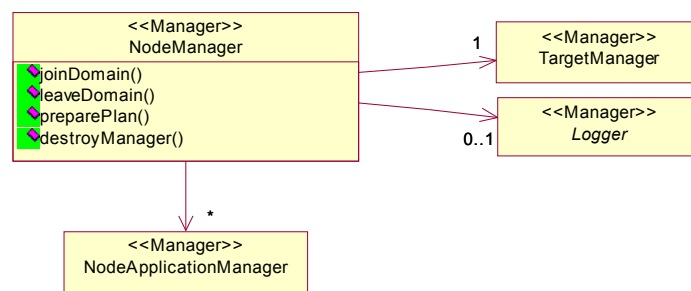 <<Manager>>
NodeManager
joinDomain()
leaveDomain()
preparePlan()
destroyManager()
1
<<Manager>>
TargetManager
0..1
<<Manager>>
Logger
*
<<Manager>>
NodeApplicationManager